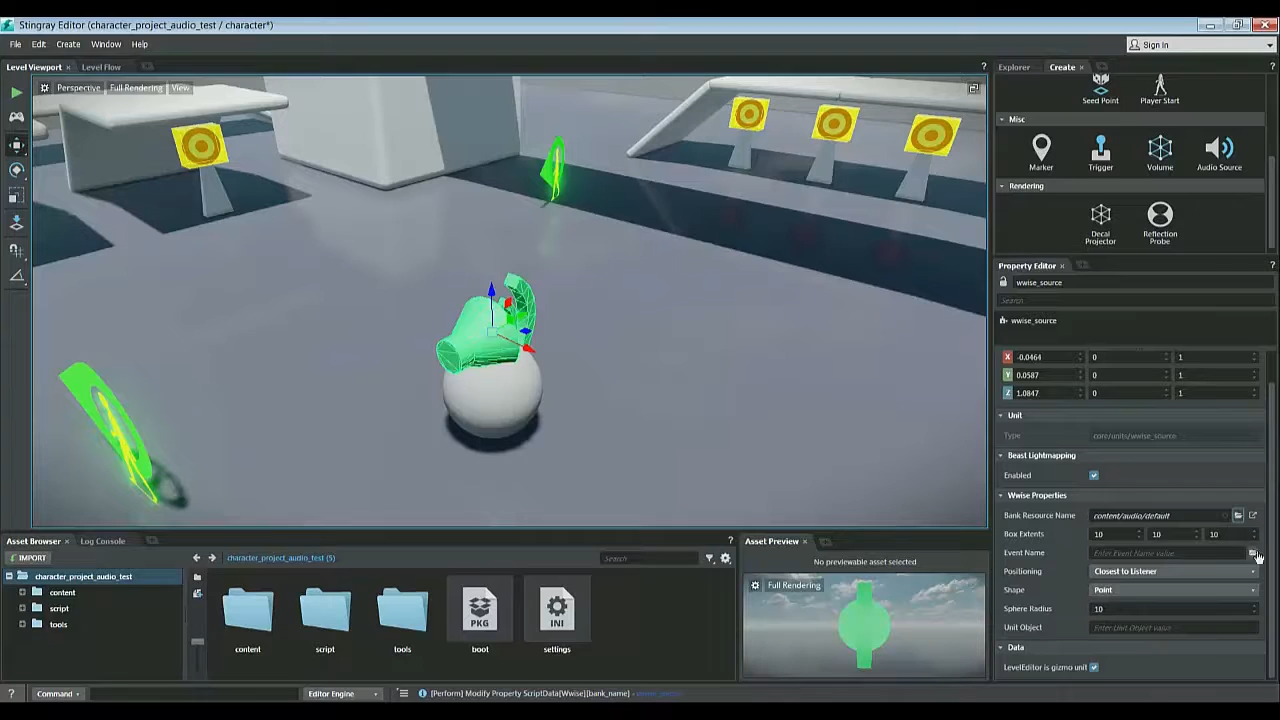 Stingray Editor (character_project_audio_test / character*)
File Edit Create Window Help
Sign In
Level Viewport Level Flow
Perspective Full Rendering View
Explorer Create
Seed Point Player Start
Misc
Marker Trigger Volume Audio Source
Rendering
Decal Projector Reflection Probe
Property Editor
wwise_source
Search
wwise_source
X -0.0464 0 1
Y 0.0587 0 1
Z 1.0847 0 1
Unit
Type core/units/wwise_source
Beast Lightmapping
Enabled
Wwise Properties
Bank Resource Name content/audio/default
Box Extents 10 10 10
Event Name Enter Event Name value.
Positioning Closest to Listener
Shape Point
Sphere Radius 10
Unit Object Enter Unit Object value.
Data
LevelEditor is gizmo unit
Asset Browser Log Console
IMPORT
character_project_audio_test (5)
Search
character_project_audio_test
content
script
tools
PKG
INI
content script tools boot settings
Asset Preview
No previewable asset selected
Full Rendering
? Command Editor Engine [Perform] Modify Property ScriptData[Wwise][bank_name] -